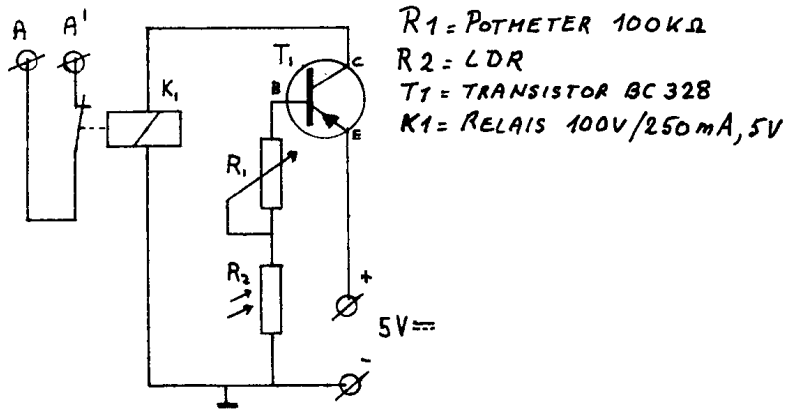 A A'
R1 = POTMETER 100KΩ
R2 = LDR
T1 = TRANSISTOR BC 328
K1 = RELAIS 100V/250mA, 5V
K1
T1
C
B
E
R1
R2
+
5V
-